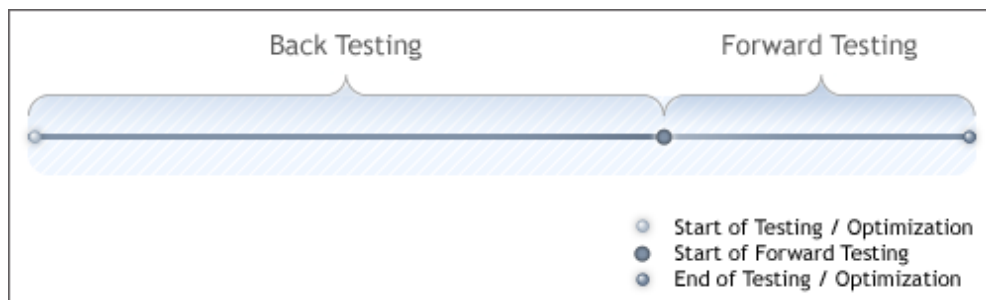 Back Testing
Forward Testing
Start of Testing / Optimization
Start of Forward Testing
End of Testing / Optimization